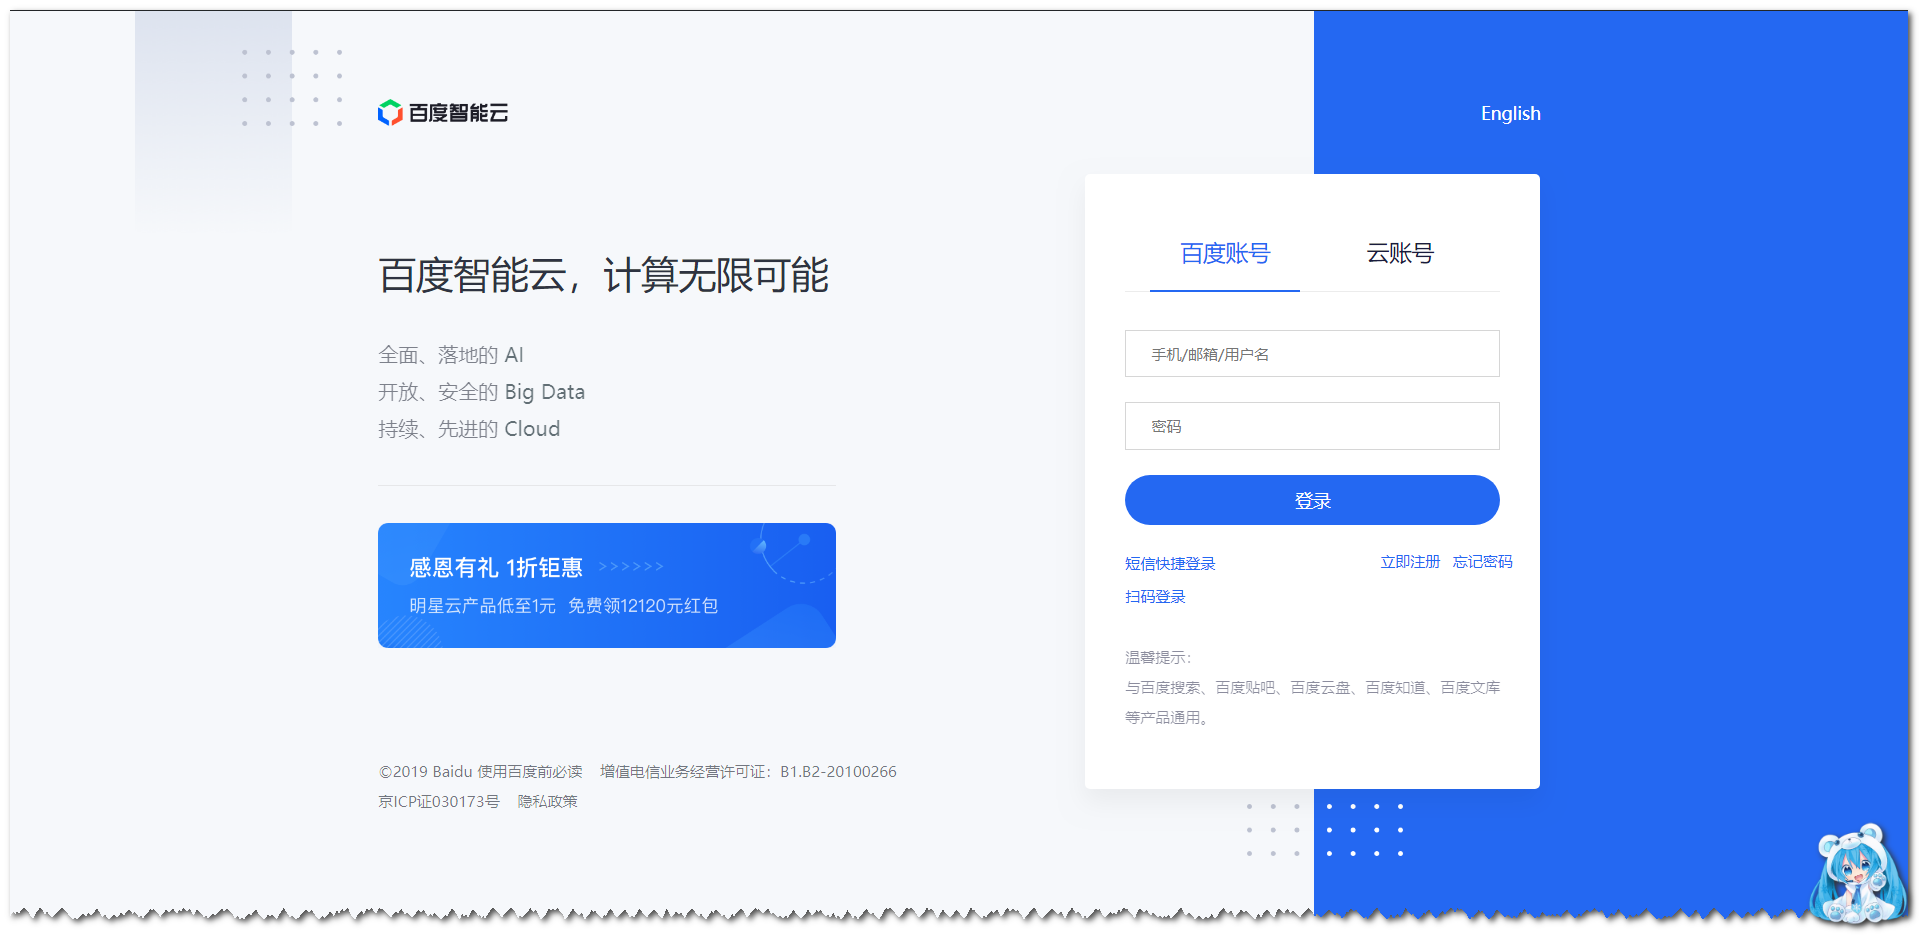 百度智能云
English
百度智能云，计算无限可能
全面、落地的 AI
开放、安全的 Big Data
持续、先进的 Cloud
感恩有礼 1折钜惠 >>>>>>
明星云产品低至1元 免费领12120元红包
©2019 Baidu 使用百度前必读 增值电信业务经营许可证：B1.B2-20100266
京ICP证030173号 隐私政策
百度账号 云账号
手机/邮箱/用户名
密码
登录
短信快捷登录 立即注册 忘记密码
扫码登录
温馨提示：
与百度搜索、百度贴吧、百度云盘、百度知道、百度文库
等产品通用。